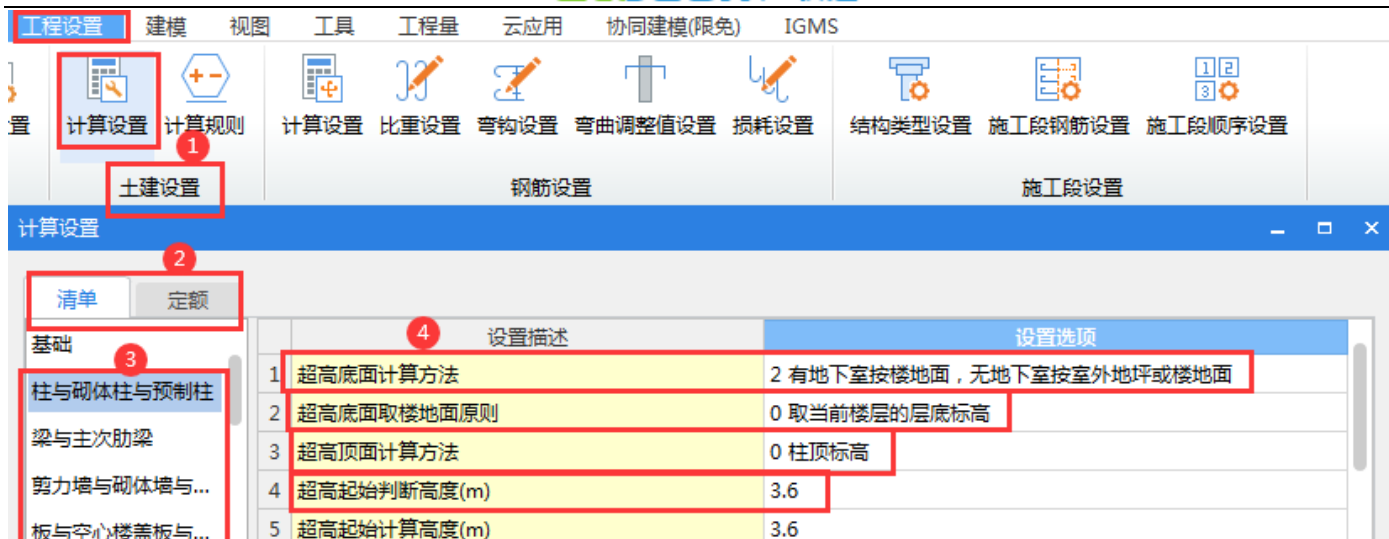 工程设置 建模 视图 工具 工程量 云应用 协同建模(限免) IGMS
置 计算设置 计算规则 计算设置 比重设置 弯钩设置 弯曲调整值设置 损耗设置 结构类型设置 施工段钢筋设置 施工段顺序设置
1
土建设置 钢筋设置 施工段设置
计算设置
2
清单 定额
4 设置描述 设置选项
基础
3
1 超高底面计算方法 2 有地下室按楼地面，无地下室按室外地坪或楼地面
柱与砌体柱与预制柱
2 超高底面取楼地面原则 0 取当前楼层的层底标高
梁与主次肋梁
3 超高顶面计算方法 0 柱顶标高
剪力墙与砌体墙与...
4 超高起始判断高度(m) 3.6
板与空心楼盖板与...
5 超高起始计算高度(m) 3.6